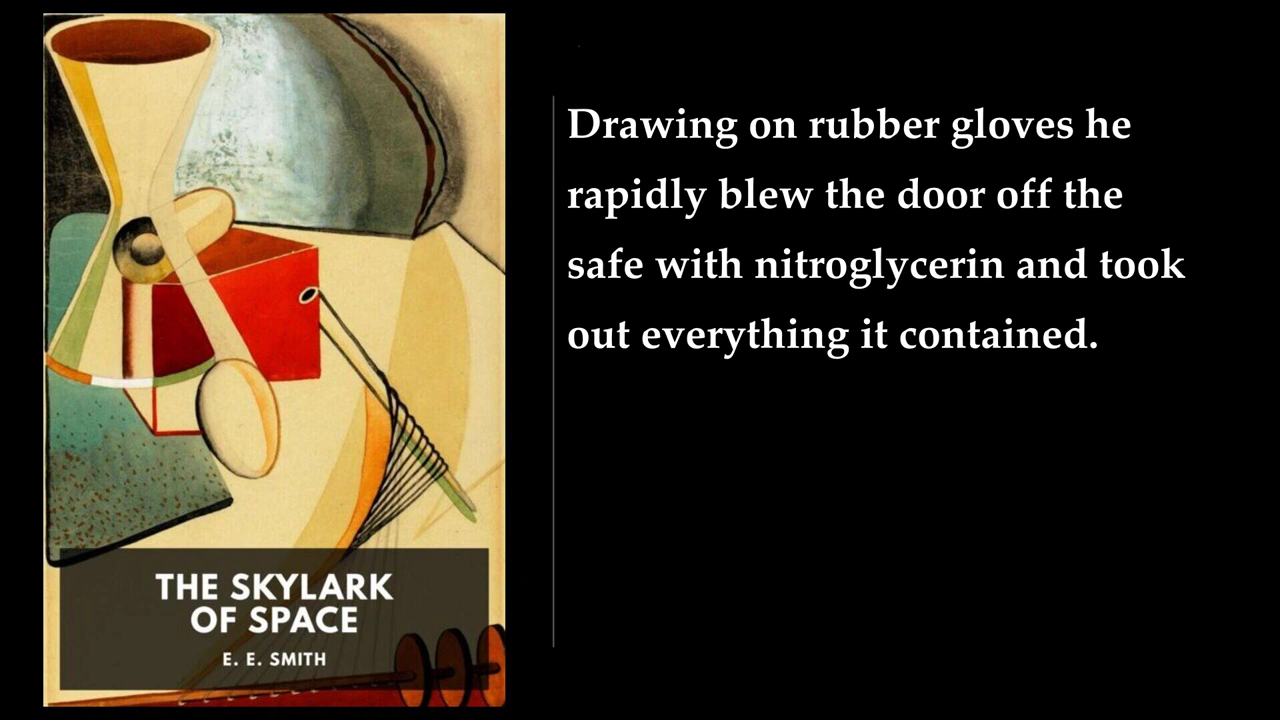 THE SKYLARK
OF SPACE
E. E. SMITH
Drawing on rubber gloves he
rapidly blew the door off the
safe with nitroglycerin and took
out everything it contained.